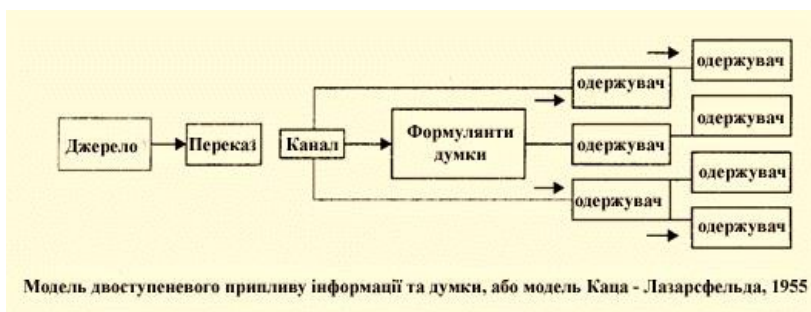 одержувач
одержувач
Формулянти
думки
одержувач
Джерело
Переказ
Канал
одержувач
одержувач
одержувач
одержувач
Модель двоступеневого припливу інформації та думки, або модель Каца - Лазарсфельда, 1955